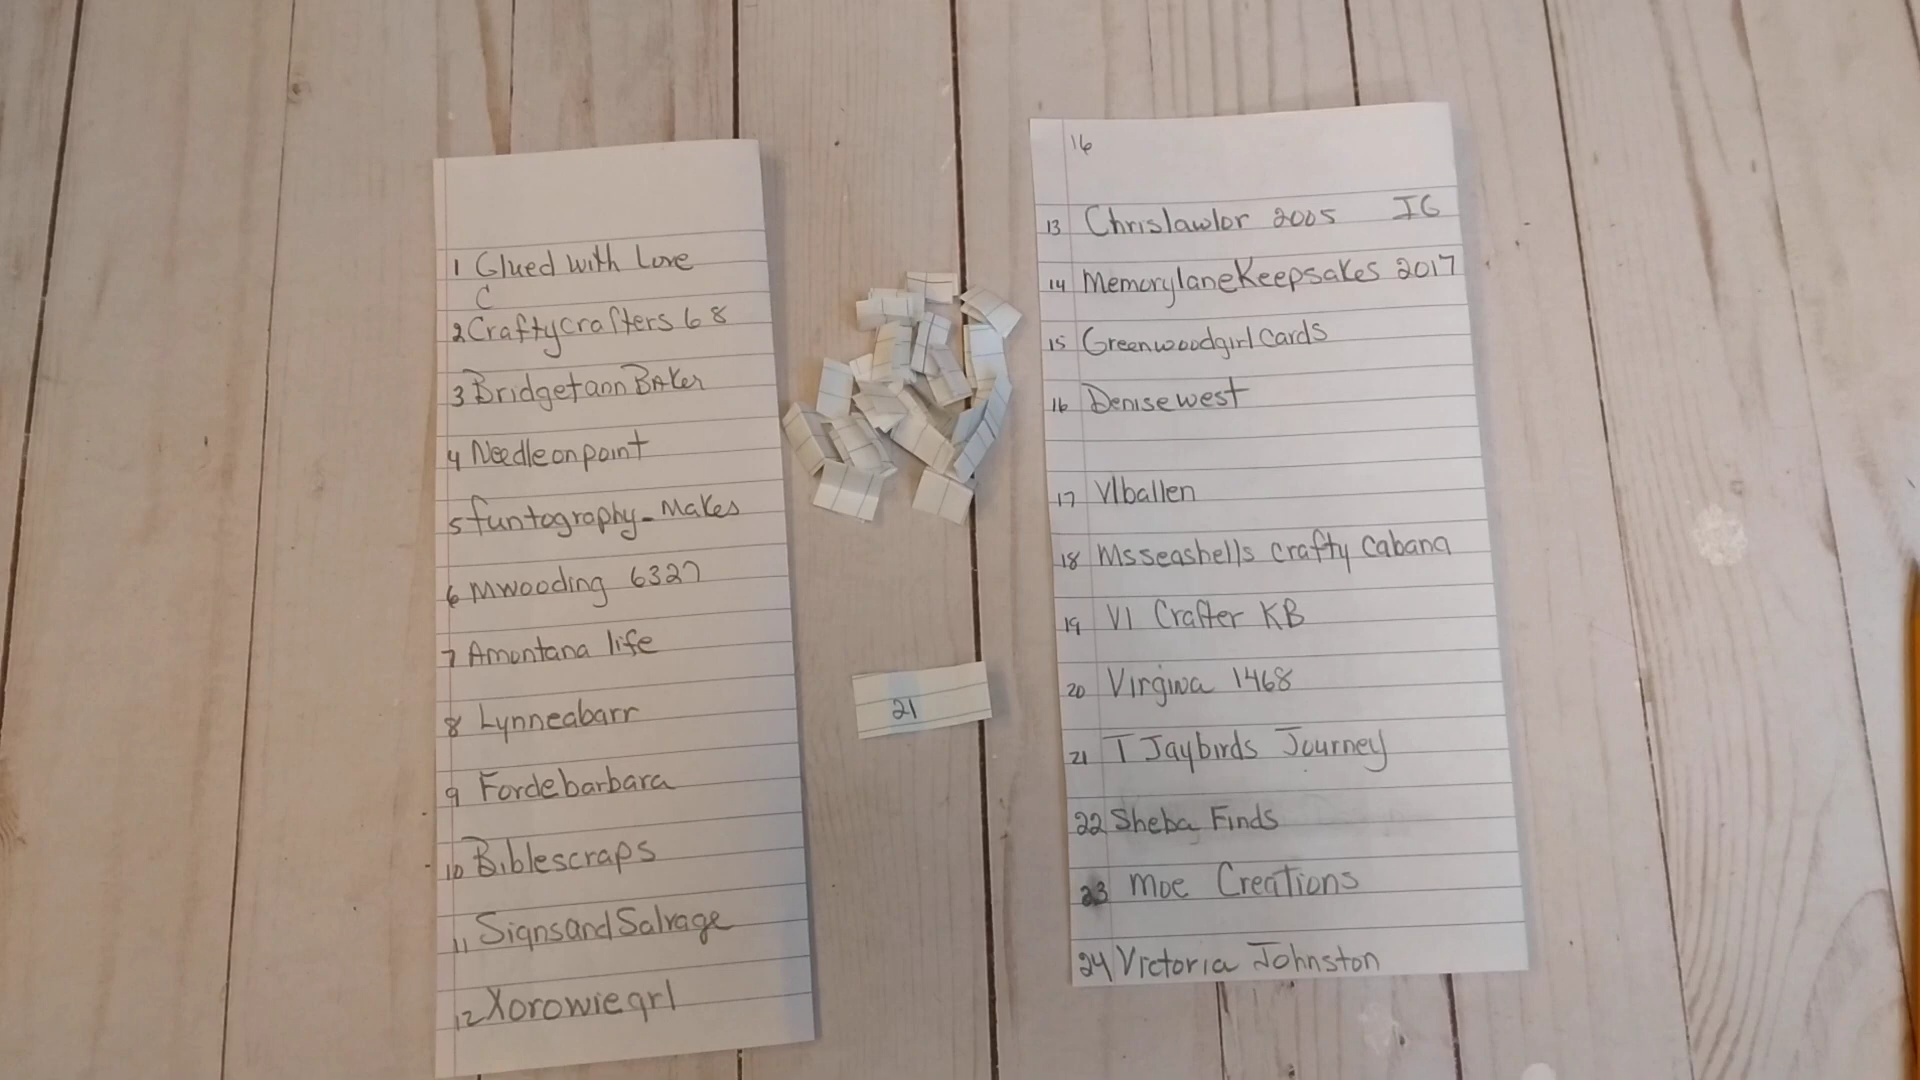 1 Glued with Love
C
2 Craftycrafters 68
3 BridgetannBaker
4 Needleonpoint
5 funtography-Makes
6 Mwooding 6327
7 Amontana life
8 Lynneabarr
9 Fordebarbara
10 Biblescraps
11 SignsandSalvage
12 Xorowiegrl
21
16
13 Chrislawlor 2005 IG
14 MemorylaneKeepsakes 2017
15 Greenwoodgirlcards
16 Denisewest
17 Vlballen
18 Msseashells crafty cabana
19 VI Crafter KB
20 Virgina 1468
21 T Jaybirds Journey
22 Sheba Finds
23 Moe Creations
24 Victoria Johnston